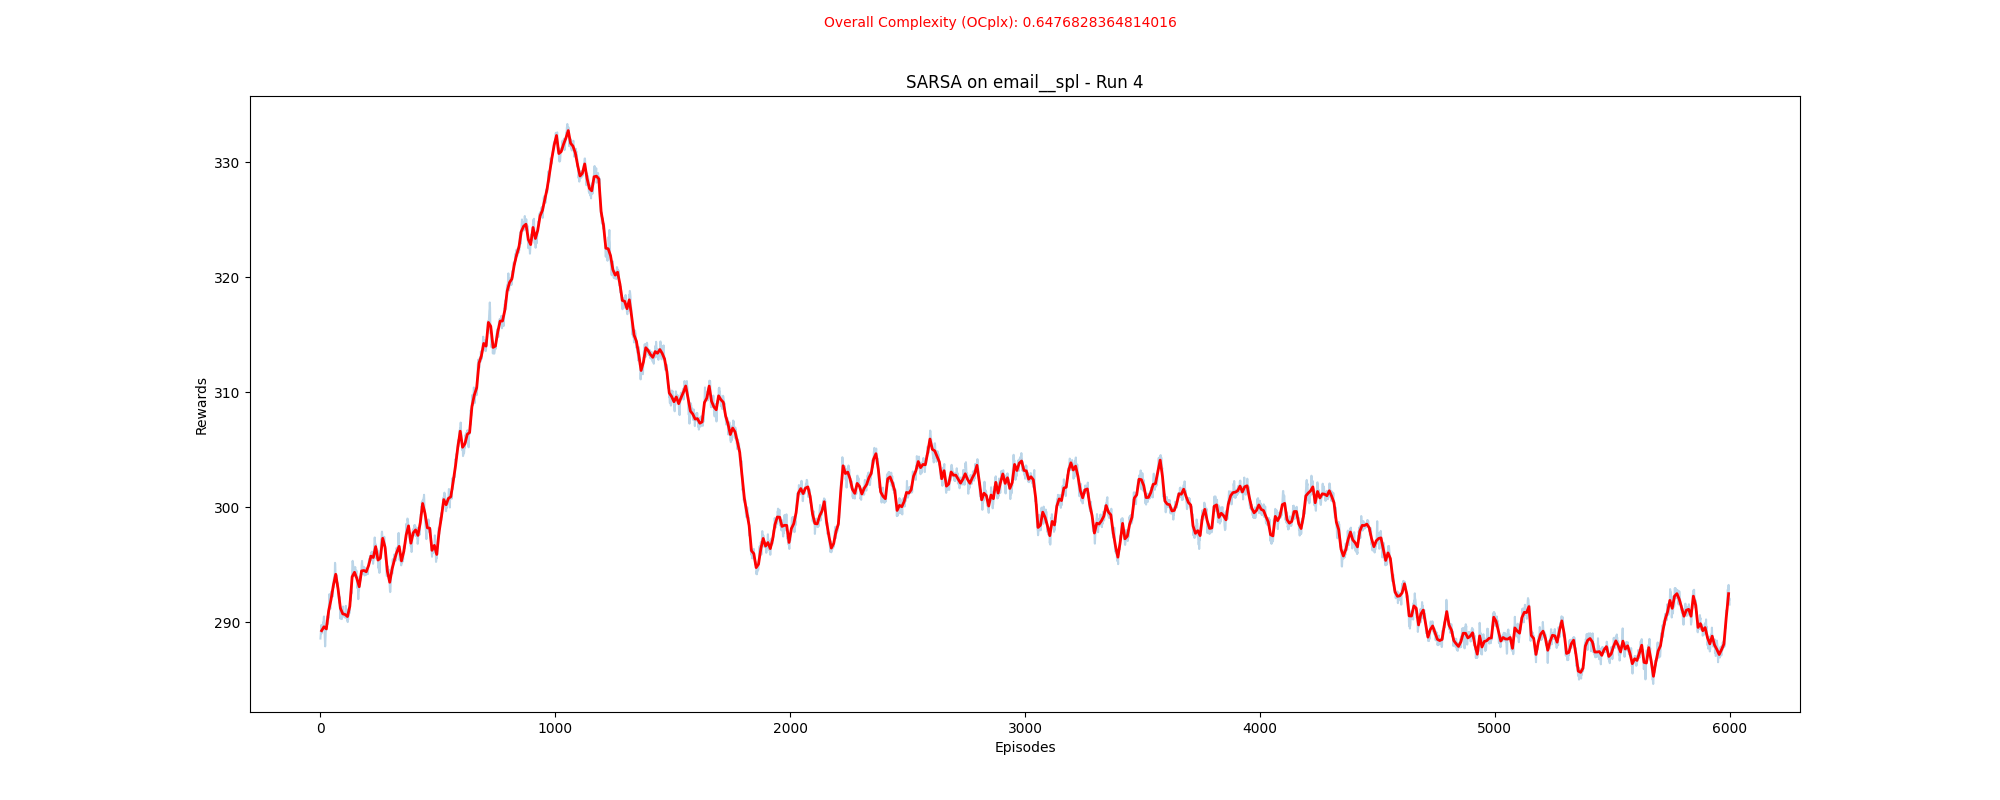 Overall Complexity (OCplx): 0.6476828364814016
SARSA on email__spl - Run 4
330
320
310
300
290
Rewards
0 1000 2000 3000 4000 5000 6000
Episodes